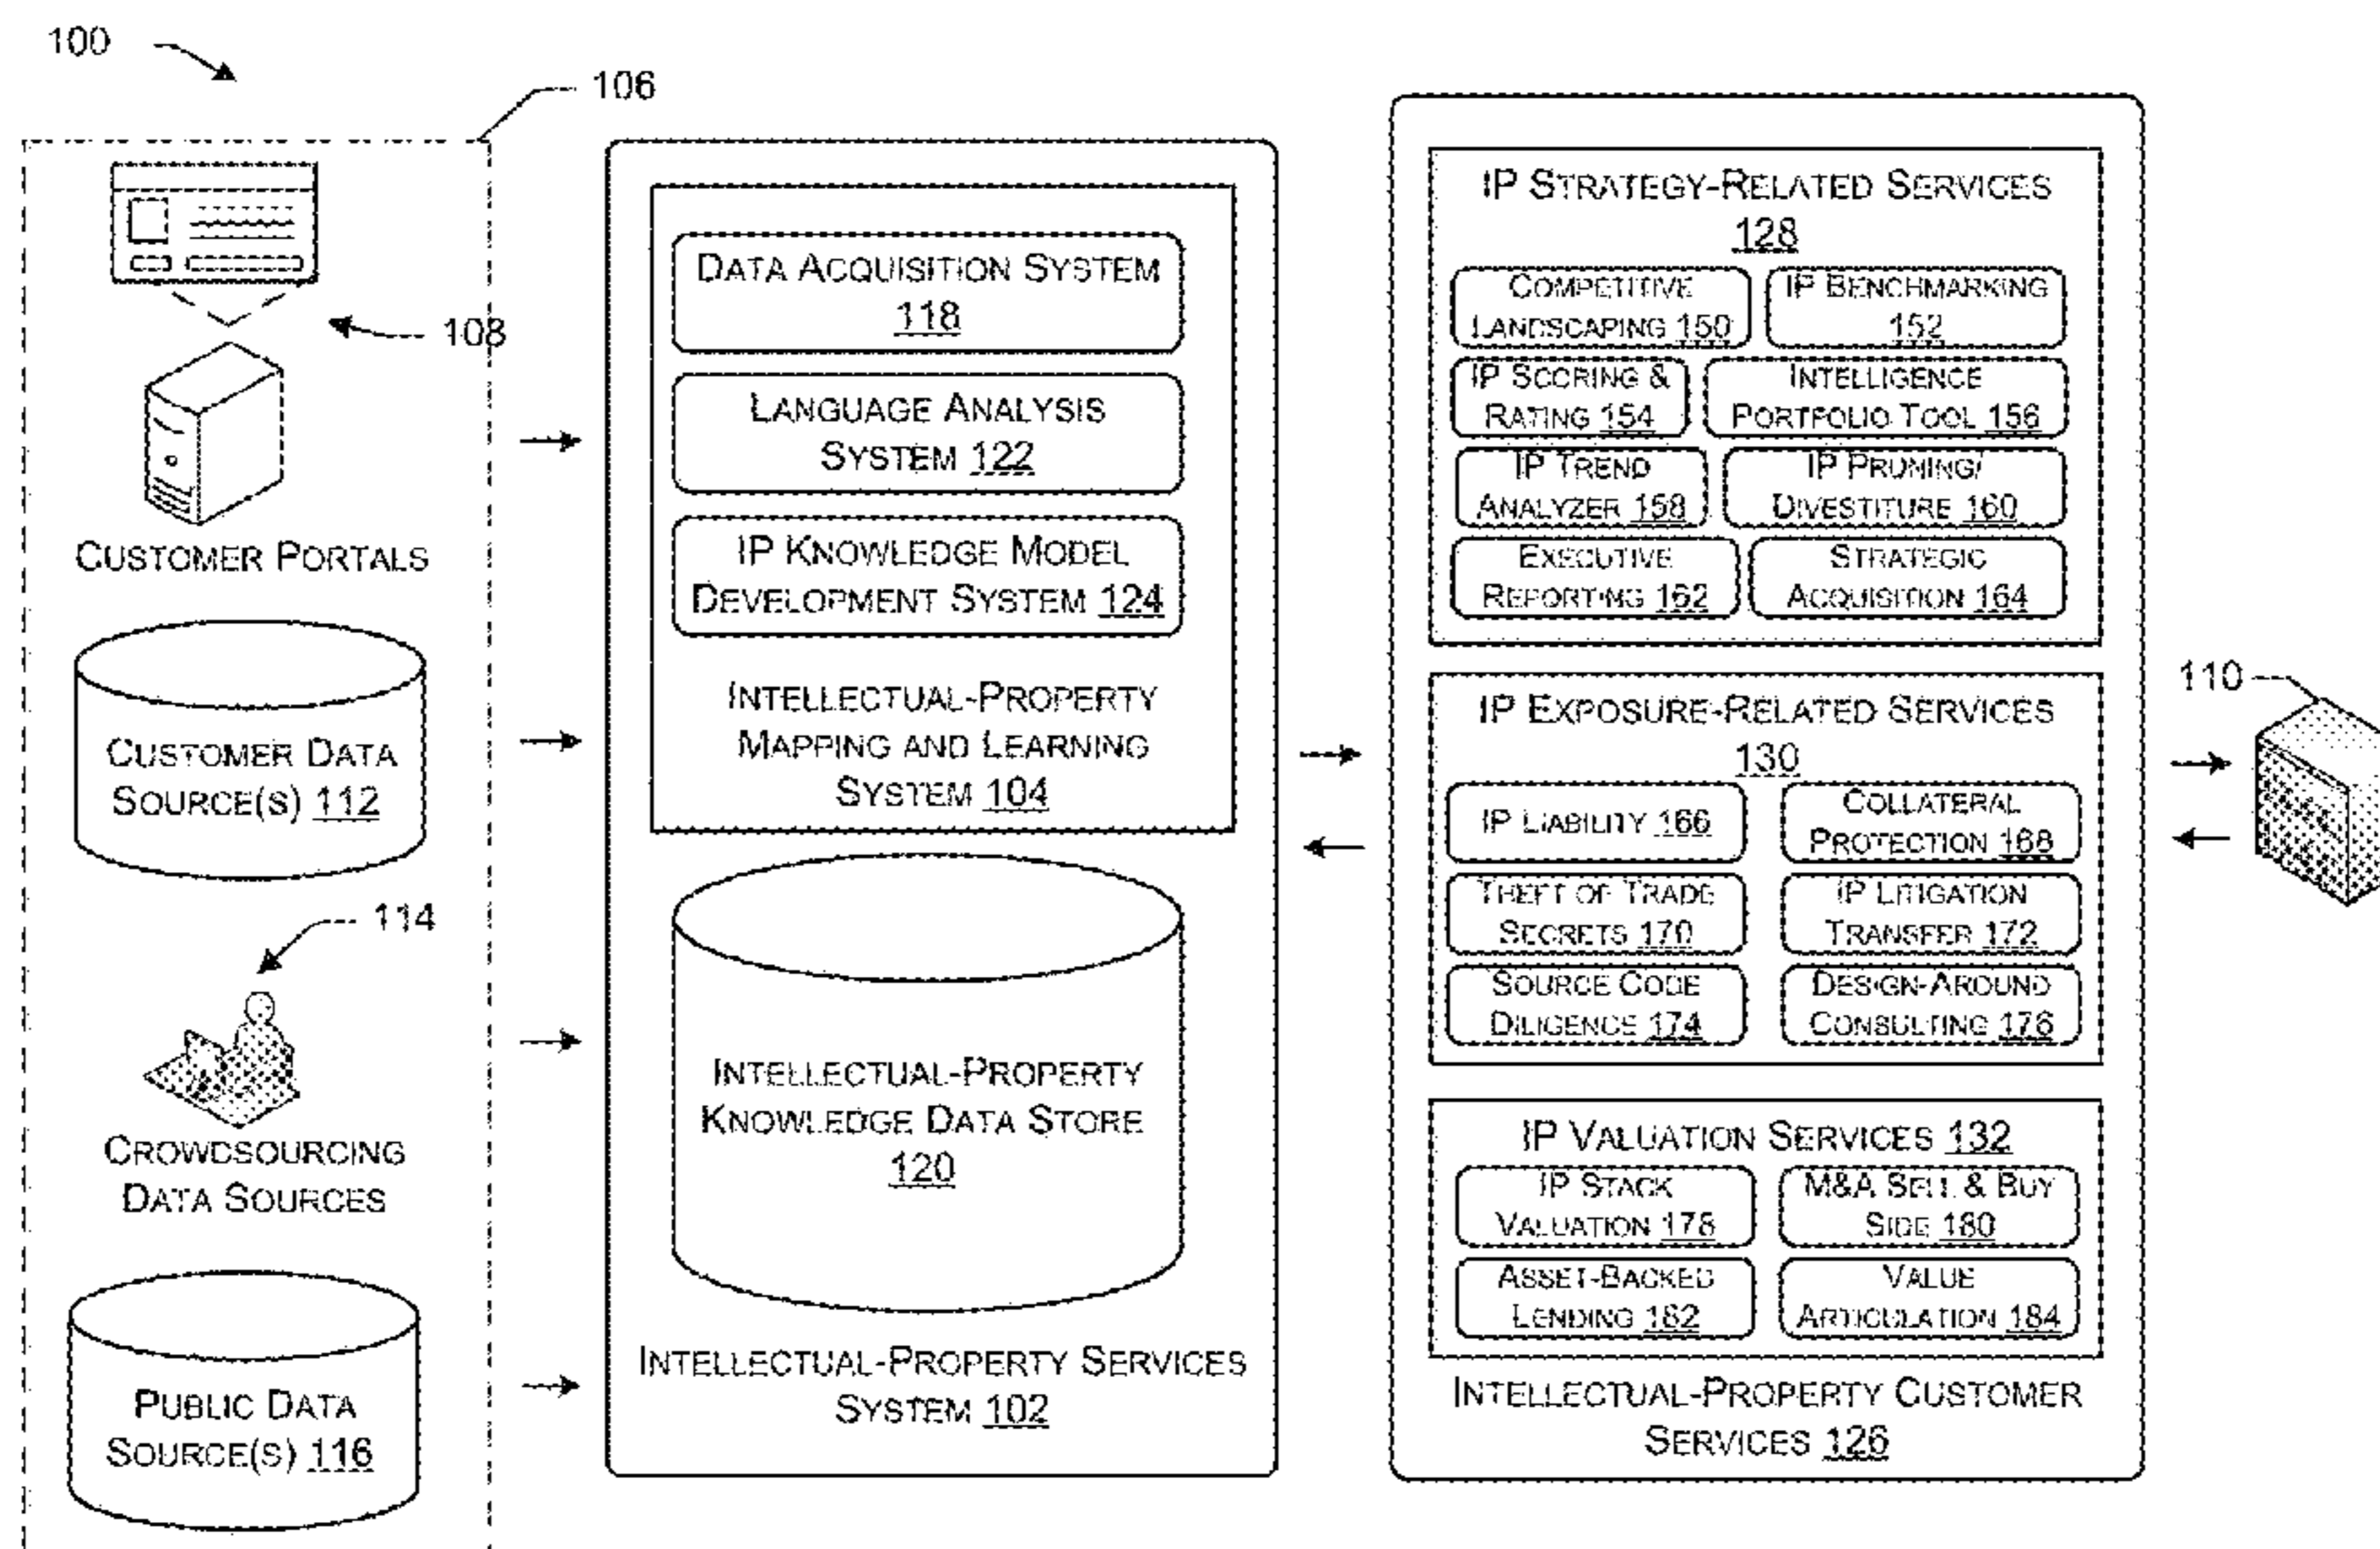 100
106
108
CUSTOMER PORTALS
CUSTOMER DATA
SOURCE(S) 112
114
CROWDSOURCING
DATA SOURCES
PUBLIC DATA
SOURCE(S) 116
DATA ACQUISITION SYSTEM
118
LANGUAGE ANALYSIS
SYSTEM 122
IP KNOWLEDGE MODEL
DEVELOPMENT SYSTEM 124
INTELLECTUAL-PROPERTY
MAPPING AND LEARNING
SYSTEM 104
INTELLECTUAL-PROPERTY
KNOWLEDGE DATA STORE
120
INTELLECTUAL-PROPERTY SERVICES
SYSTEM 102
IP STRATEGY-RELATED SERVICES
128
COMPETITIVE
LANDSCAPING 150
IP BENCHMARKING
152
IP SCORING &
RATING 154
INTELLIGENCE
PORTFOLIO TOOL 156
IP TREND
ANALYZER 158
IP PRUNING/
DIVESTITURE 160
EXECUTIVE
REPORTING 162
STRATEGIC
ACQUISITION 164
IP EXPOSURE-RELATED SERVICES
130
IP LIABILITY 166
COLLATERAL
PROTECTION 168
THEFT OF TRADE
SECRETS 170
IP LITIGATION
TRANSFER 172
SOURCE CODE
DILIGENCE 174
DESIGN-AROUND
CONSULTING 176
IP VALUATION SERVICES 132
IP STACK
VALUATION 178
M&A SELL & BUY
SIDE 180
ASSET-BACKED
LENDING 182
VALUE
ARTICULATION 184
INTELLECTUAL-PROPERTY CUSTOMER
SERVICES 126
110